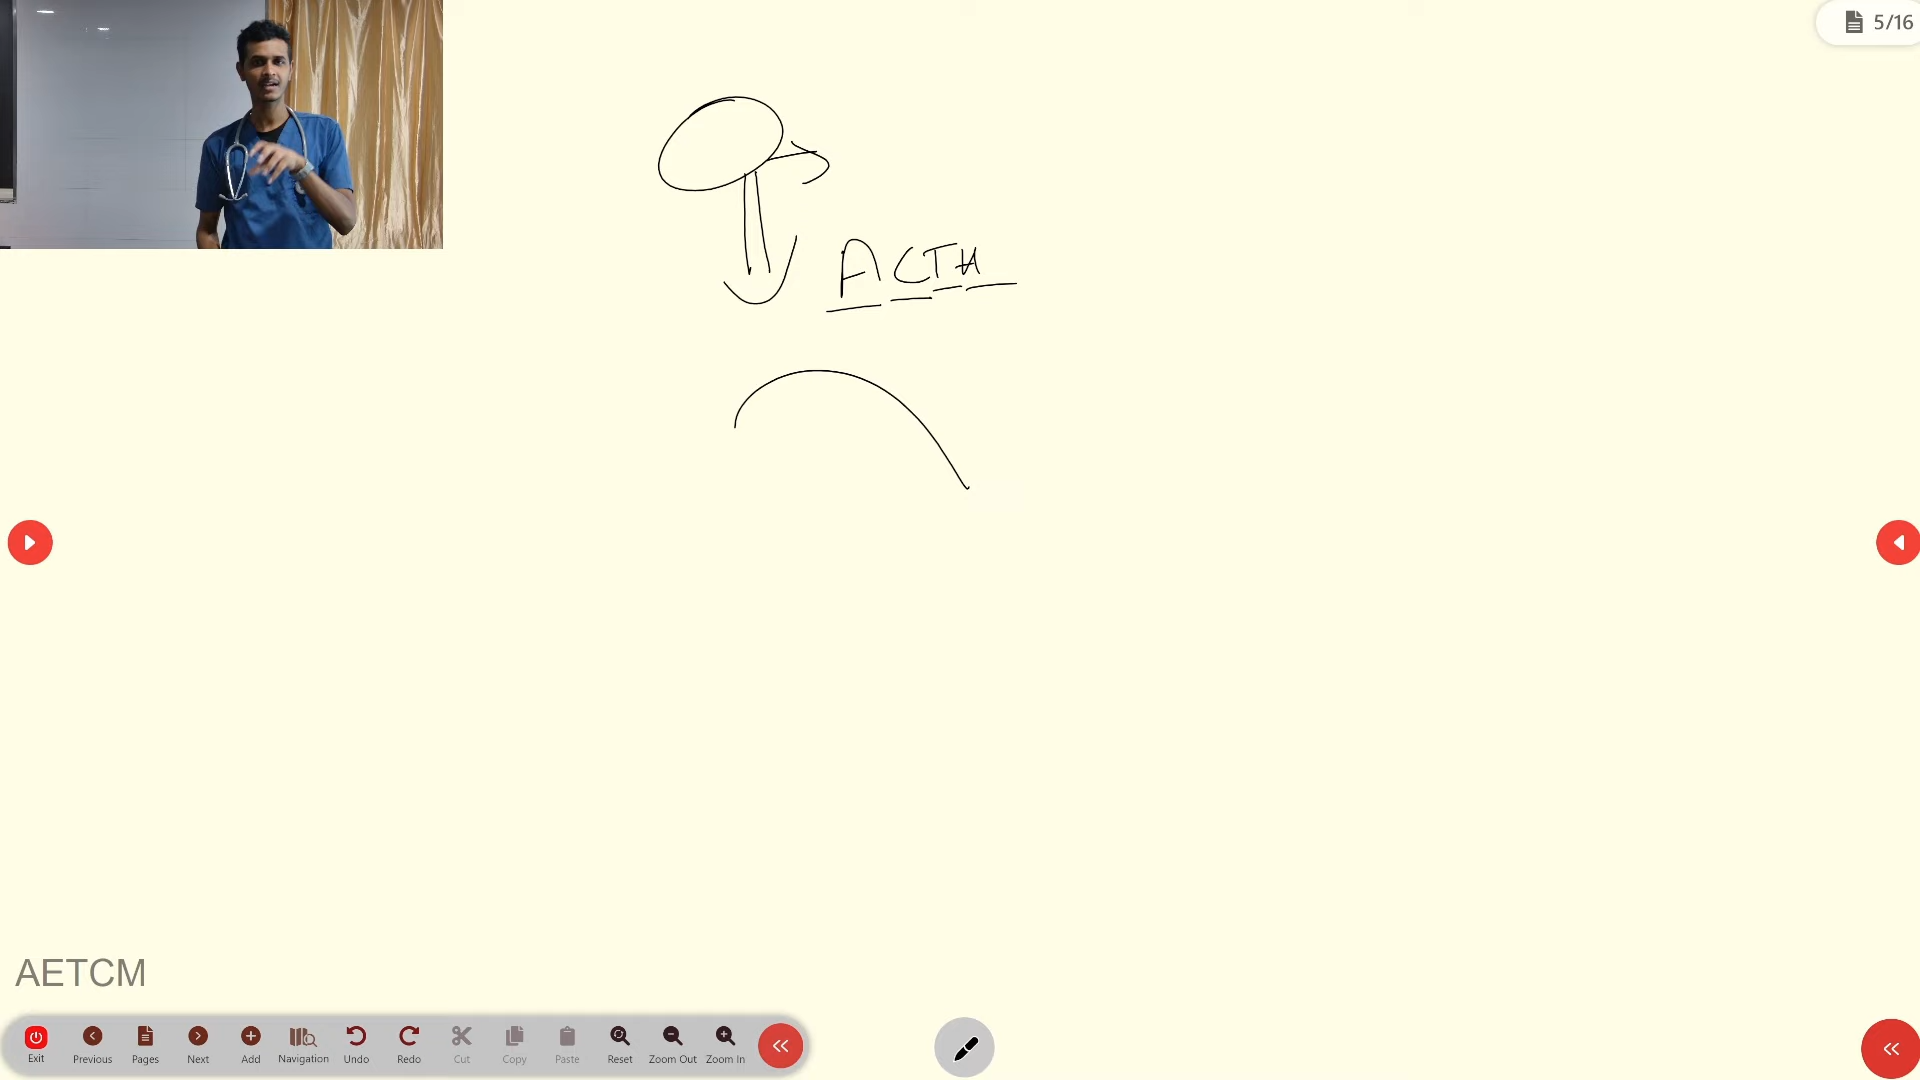 5/16
ACTH
AETCM
Exit Previous Pages Next Add Navigation Undo Redo Cut Copy Paste Reset Zoom Out Zoom In